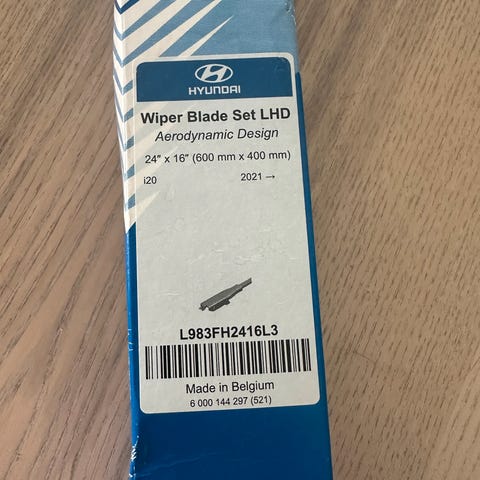 HYUNDAI
Wiper Blade Set LHD
Aerodynamic Design
24" x 16" (600 mm x 400 mm)
i20 2021 →
L983FH2416L3
Made in Belgium
6 000 144 297 (521)